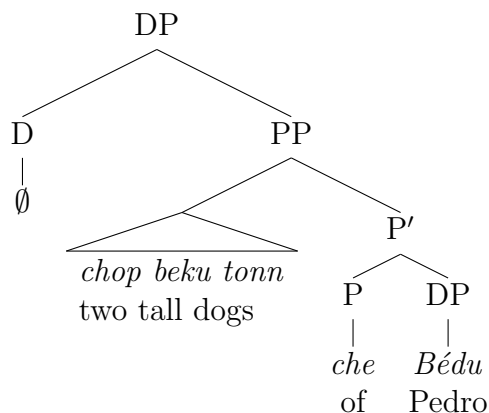 DP
D
PP
∅
P′
chop beku tonn
two tall dogs
P
DP
che
Bédu
of
Pedro